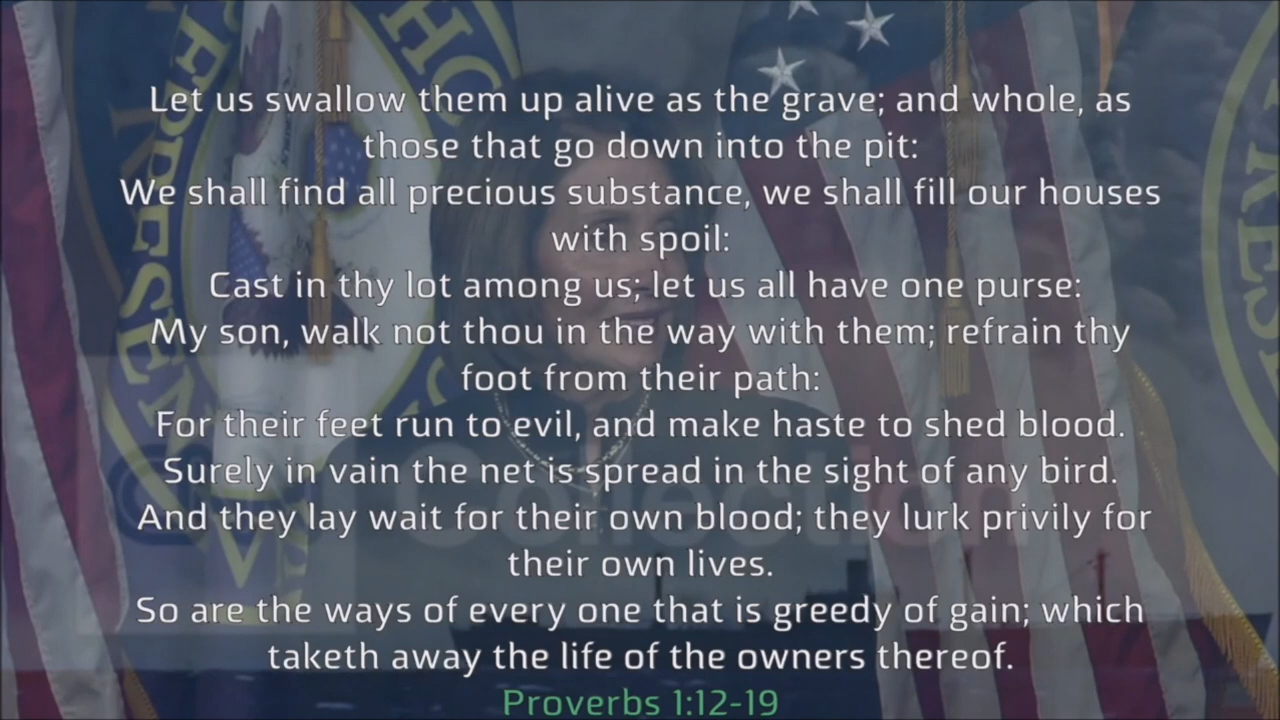 Let us swallow them up alive as the grave; and whole, as
those that go down into the pit:
We shall find all precious substance, we shall fill our houses
with spoil:
Cast in thy lot among us; let us all have one purse:
My son, walk not thou in the way with them; refrain thy
foot from their path:
For their feet run to evil, and make haste to shed blood.
Surely in vain the net is spread in the sight of any bird.
And they lay wait for their own blood; they lurk privily for
their own lives.
So are the ways of every one that is greedy of gain; which
taketh away the life of the owners thereof.
Proverbs 1:12-19